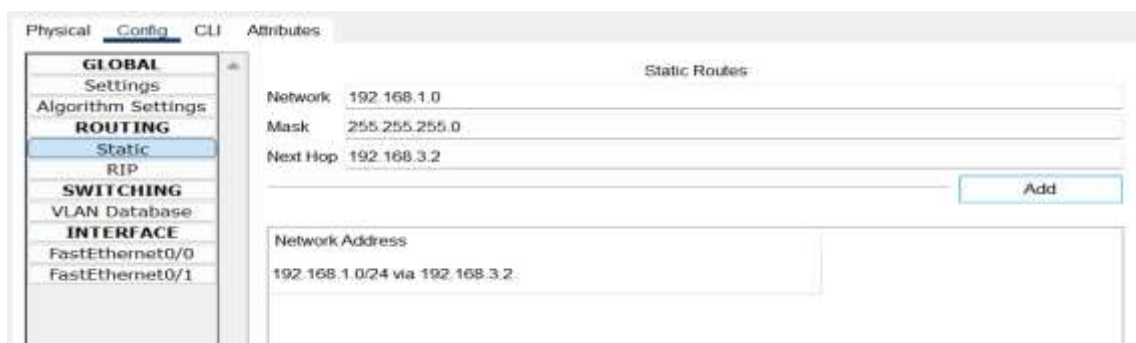 Physical Config CLI Attributes
GLOBAL
Settings
Algorithm Settings
ROUTING
Static
RIP
SWITCHING
VLAN Database
INTERFACE
FastEthernet0/0
FastEthernet0/1
Static Routes
Network 192.168.1.0
Mask 255.255.255.0
Next Hop 192.168.3.2
Add
Network Address
192.168.1.0/24 via 192.168.3.2